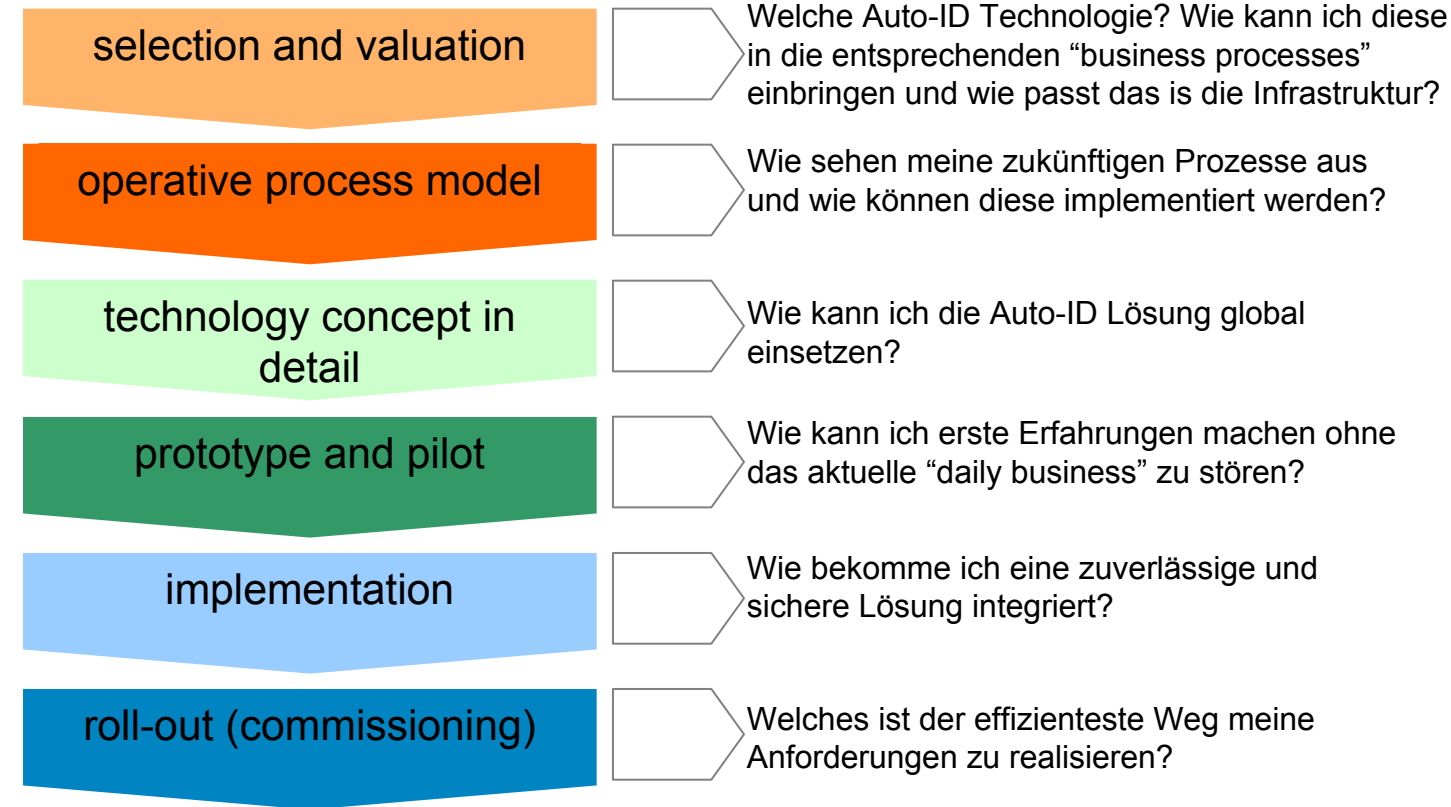 selection and valuation
Welche Auto-ID Technologie? Wie kann ich diese
in die entsprechenden “business processes”
einbringen und wie passt das is die Infrastruktur?
operative process model
Wie sehen meine zukünftigen Prozesse aus
und wie können diese implementiert werden?
technology concept in
detail
Wie kann ich die Auto-ID Lösung global
einsetzen?
prototype and pilot
Wie kann ich erste Erfahrungen machen ohne
das aktuelle “daily business” zu stören?
implementation
Wie bekomme ich eine zuverlässige und
sichere Lösung integriert?
roll-out (commissioning)
Welches ist der effizienteste Weg meine
Anforderungen zu realisieren?